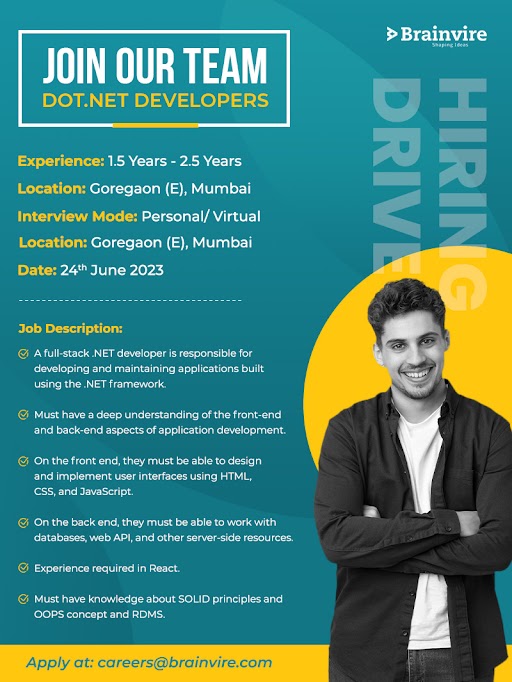 Brainvire
Shaping Ideas
JOIN OUR TEAM
DOT.NET DEVELOPERS
HIRING
DRIVE
Experience: 1.5 Years - 2.5 Years
Location: Goregaon (E), Mumbai
Interview Mode: Personal/ Virtual
Location: Goregaon (E), Mumbai
Date: 24th June 2023
Job Description:
A full-stack .NET developer is responsible for
developing and maintaining applications built
using the .NET framework.
Must have a deep understanding of the front-end
and back-end aspects of application development.
On the front end, they must be able to design
and implement user interfaces using HTML,
CSS, and JavaScript.
On the back end, they must be able to work with
databases, web API, and other server-side resources.
Experience required in React.
Must have knowledge about SOLID principles and
OOPS concept and RDMS.
Apply at: careers@brainvire.com